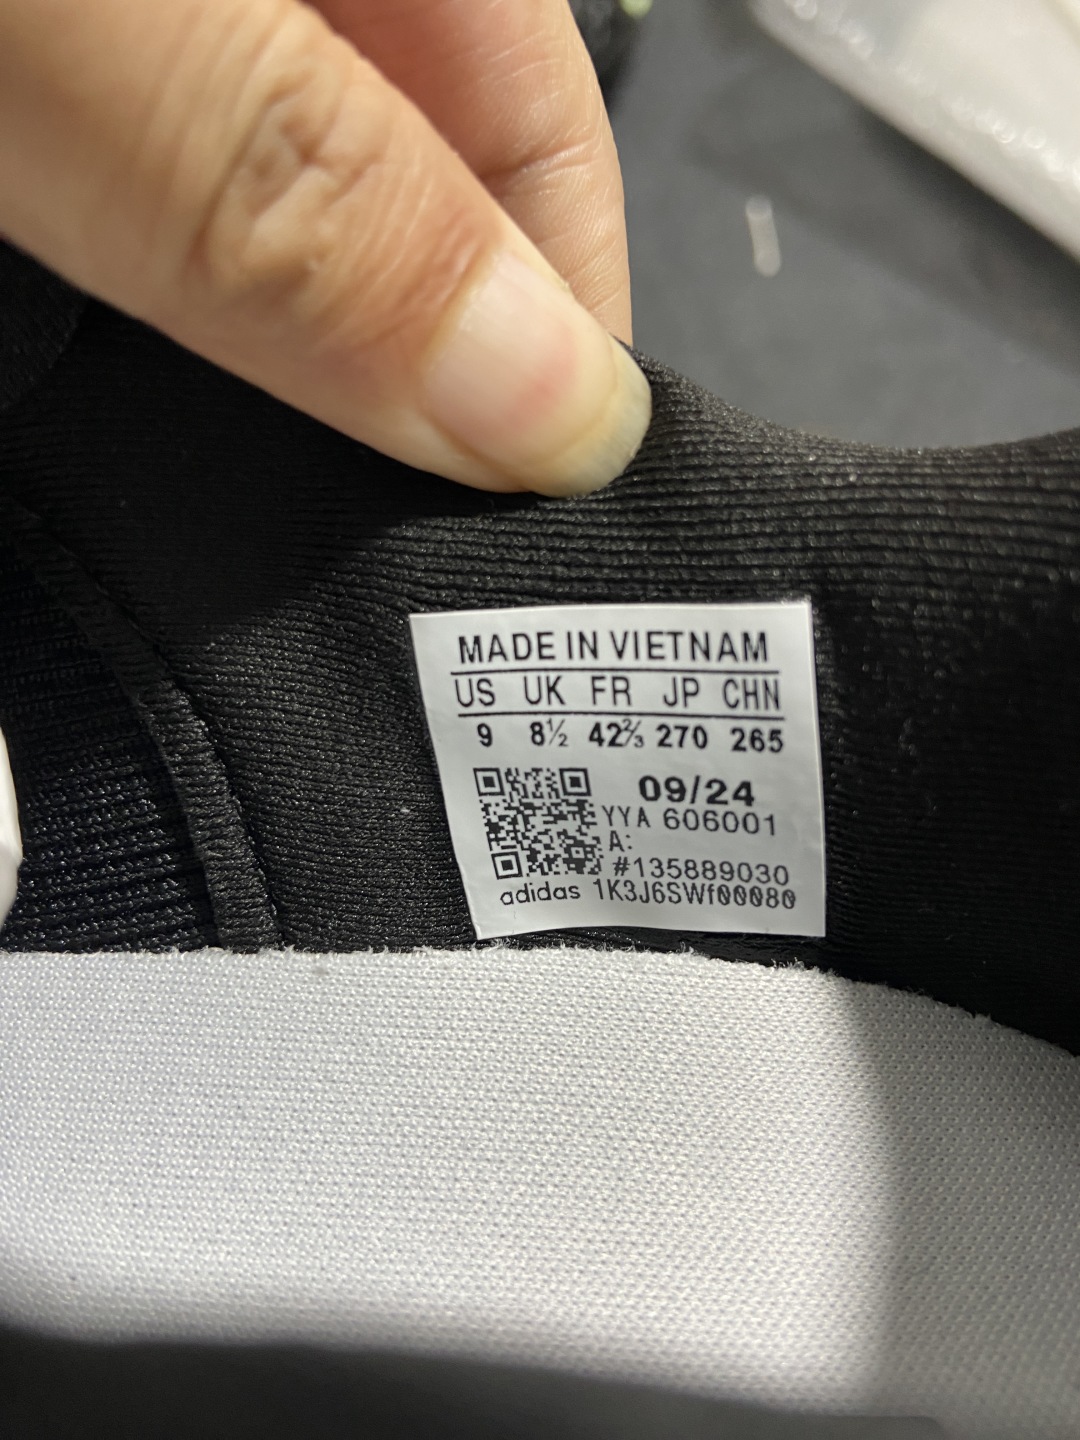 MADE IN VIETNAM
US UK FR JP CHN
9 8½ 42⅔ 270 265
09/24
YYA 606001
A:
#135889030
adidas 1K3J6SWf00080